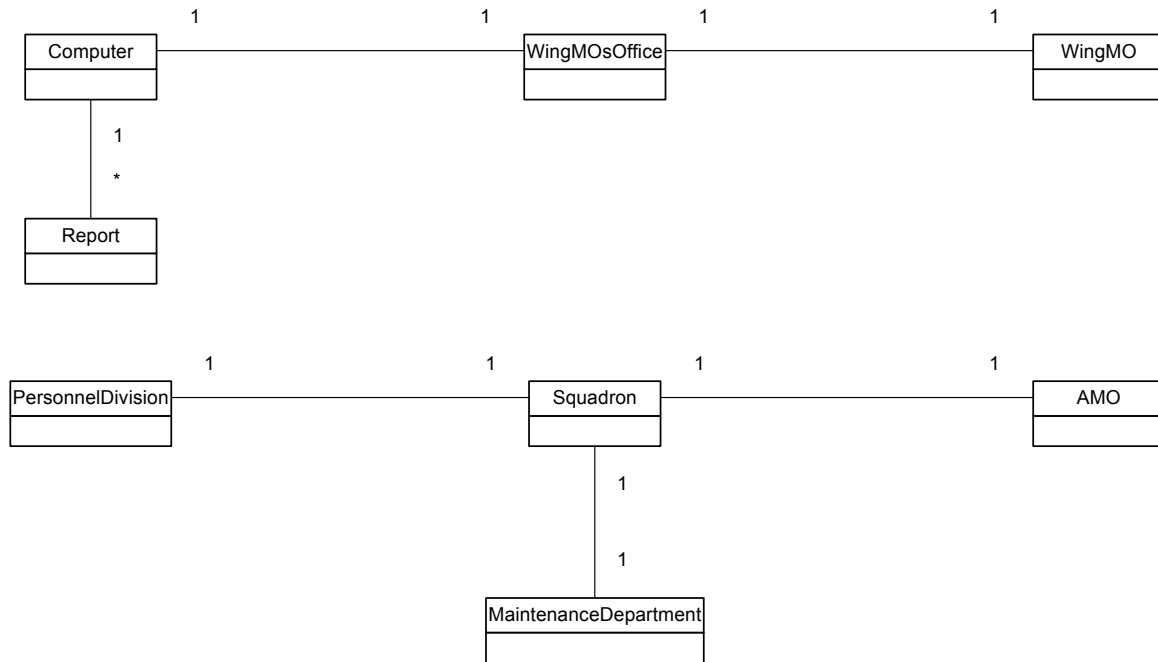 1 1 1 1
Computer WingMOsOffice WingMO
1
*
Report
1 1 1 1
PersonnelDivision Squadron AMO
1
1
MaintenanceDepartment